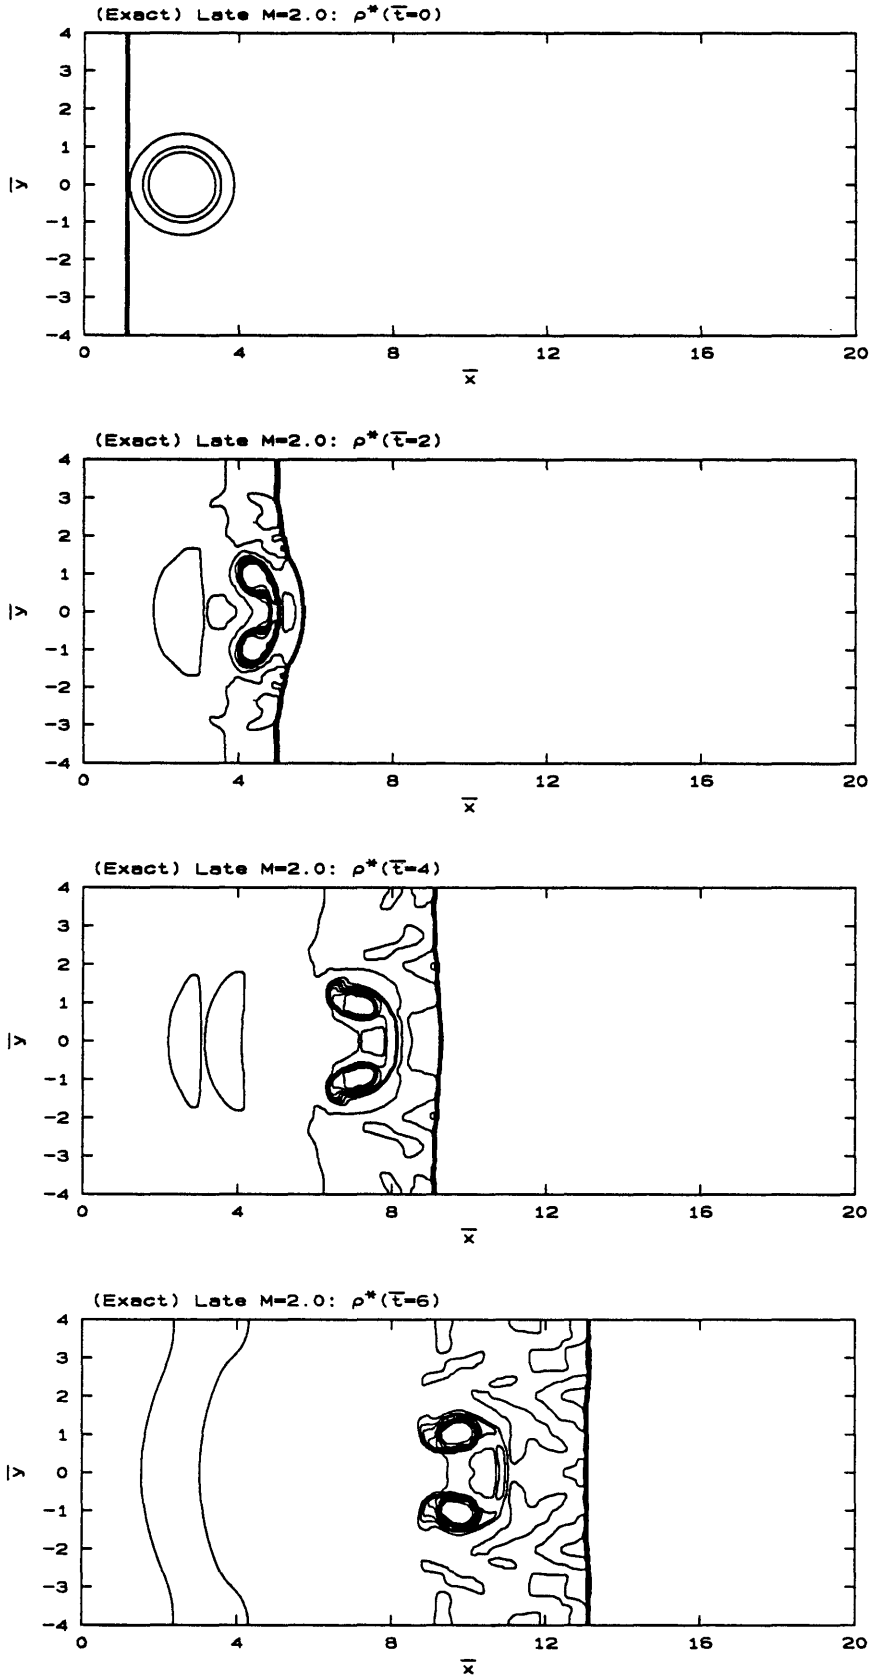 (Exact) Late M=2.0: ρ*(t̅=0)
4
3
2
1
0
-1
-2
-3
-4
y̅
0 4 8 12 16 20
x̅
(Exact) Late M=2.0: ρ*(t̅=2)
4
3
2
1
0
-1
-2
-3
-4
y̅
0 4 8 12 16 20
x̅
(Exact) Late M=2.0: ρ*(t̅=4)
4
3
2
1
0
-1
-2
-3
-4
y̅
0 4 8 12 16 20
x̅
(Exact) Late M=2.0: ρ*(t̅=6)
4
3
2
1
0
-1
-2
-3
-4
y̅
0 4 8 12 16 20
x̅